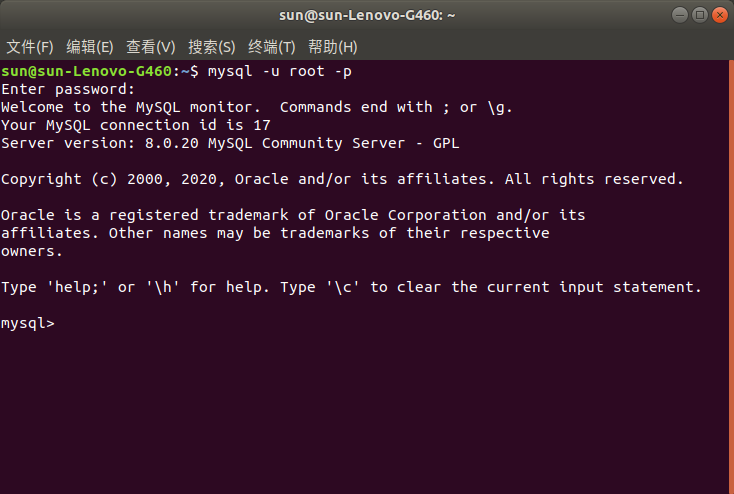 sun@sun-Lenovo-G460: ~
文件(F) 编辑(E) 查看(V) 搜索(S) 终端(T) 帮助(H)
sun@sun-Lenovo-G460:~$ mysql -u root -p
Enter password:
Welcome to the MySQL monitor.  Commands end with ; or \g.
Your MySQL connection id is 17
Server version: 8.0.20 MySQL Community Server - GPL
Copyright (c) 2000, 2020, Oracle and/or its affiliates. All rights reserved.
Oracle is a registered trademark of Oracle Corporation and/or its
affiliates. Other names may be trademarks of their respective
owners.
Type 'help;' or '\h' for help. Type '\c' to clear the current input statement.
mysql>